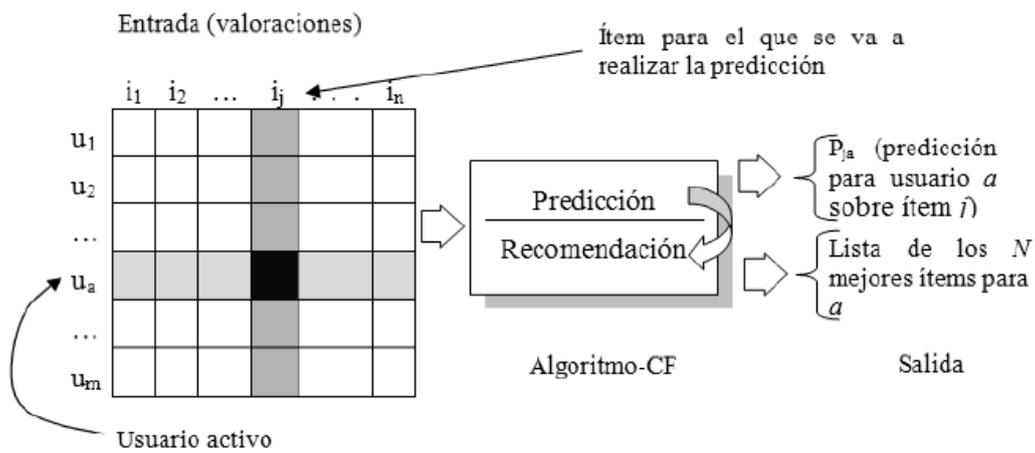 Entrada (valoraciones)
Ítem para el que se va a
realizar la predicción
i1 i2 ... ij . . . in
u1
u2
...
ua
...
um
Usuario activo
Predicción
Recomendación
Algoritmo-CF
Pja (predicción
para usuario a
sobre ítem j)
Lista de los N
mejores ítems para
a
Salida